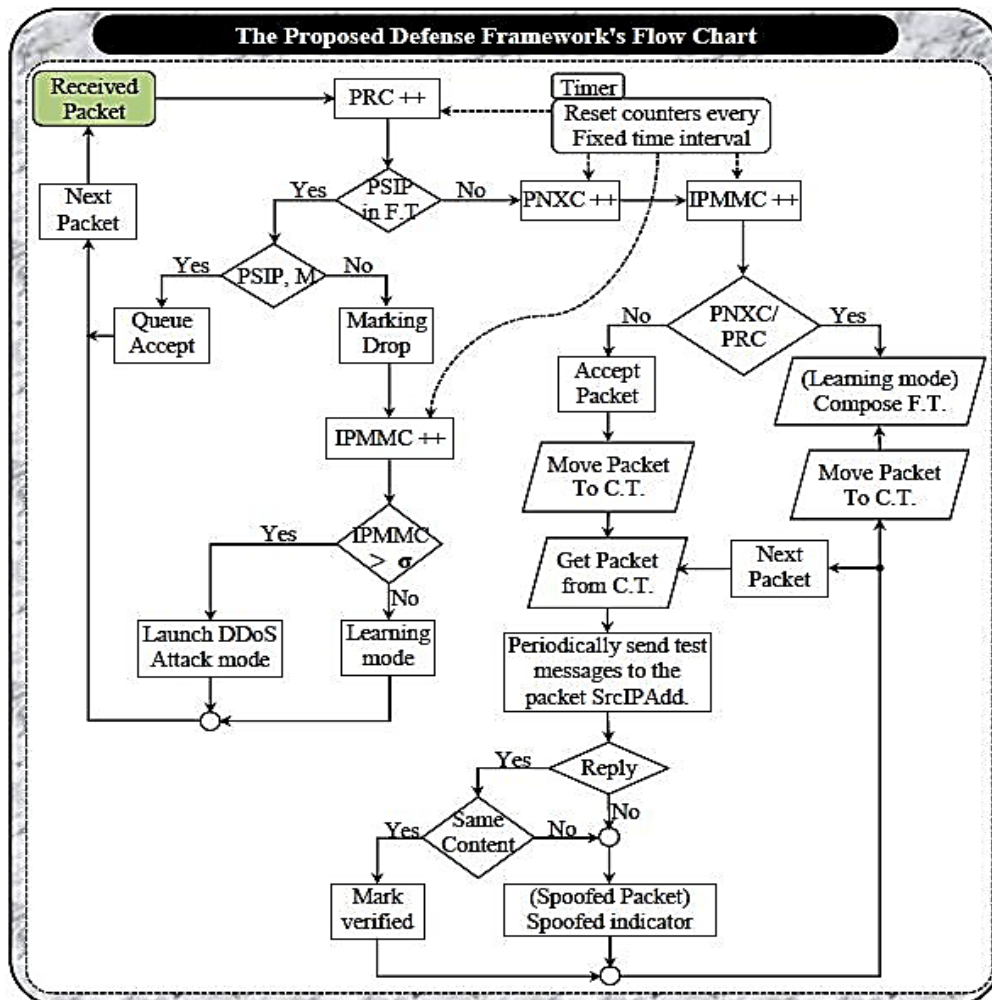 The Proposed Defense Framework's Flow Chart
Received
Packet
PRC ++
Timer
Reset counters every
Fixed time interval
Next
Packet
Yes
PSIP
in F.T
No
PNXC ++
IPMMC ++
Yes
PSIP, M
No
Queue
Accept
Marking
Drop
No
PNXC/
PRC
Yes
Accept
Packet
(Learning mode)
Compose F.T.
IPMMC ++
Move Packet
To C.T.
Move Packet
To C.T.
Yes
IPMMC
> σ
No
Get Packet
from C.T.
Next
Packet
Launch DDoS
Attack mode
Learning
mode
Periodically send test
messages to the
packet SrcIPAdd.
Yes
Reply
No
Yes
Same
Content
No
Mark
verified
(Spoofed Packet)
Spoofed indicator